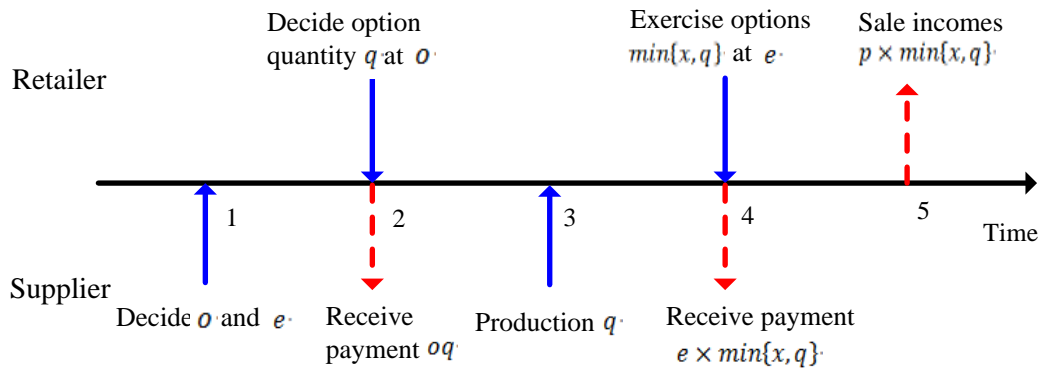 Decide option
quantity q at o
Exercise options
min{x,q} at e
Sale incomes
p × min{x,q}
Retailer
1
2
3
4
5
Time
Supplier
Decide o and e
Receive
payment oq
Production q
Receive payment
e × min{x,q}